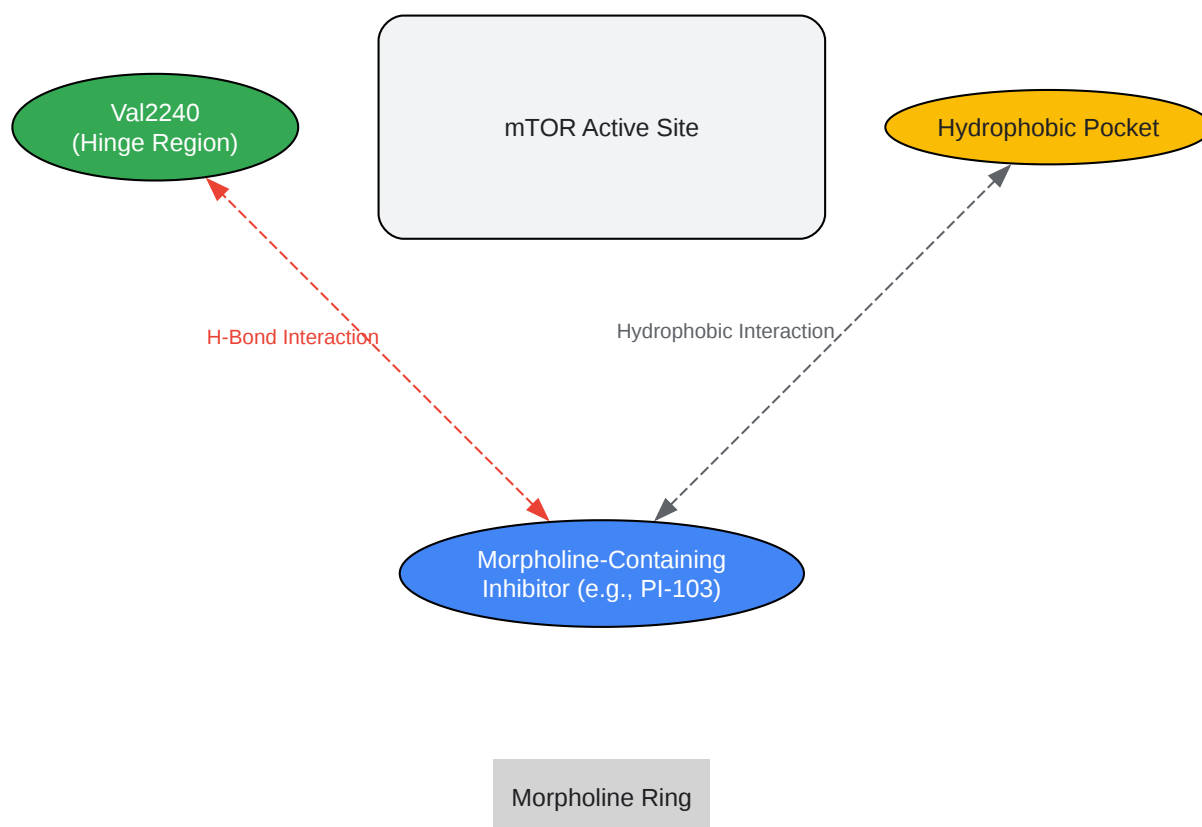 Val2240
(Hinge Region)
mTOR Active Site
Hydrophobic Pocket
H-Bond Interaction
Hydrophobic Interaction
Morpholine-Containing
Inhibitor (e.g., PI-103)
Morpholine Ring